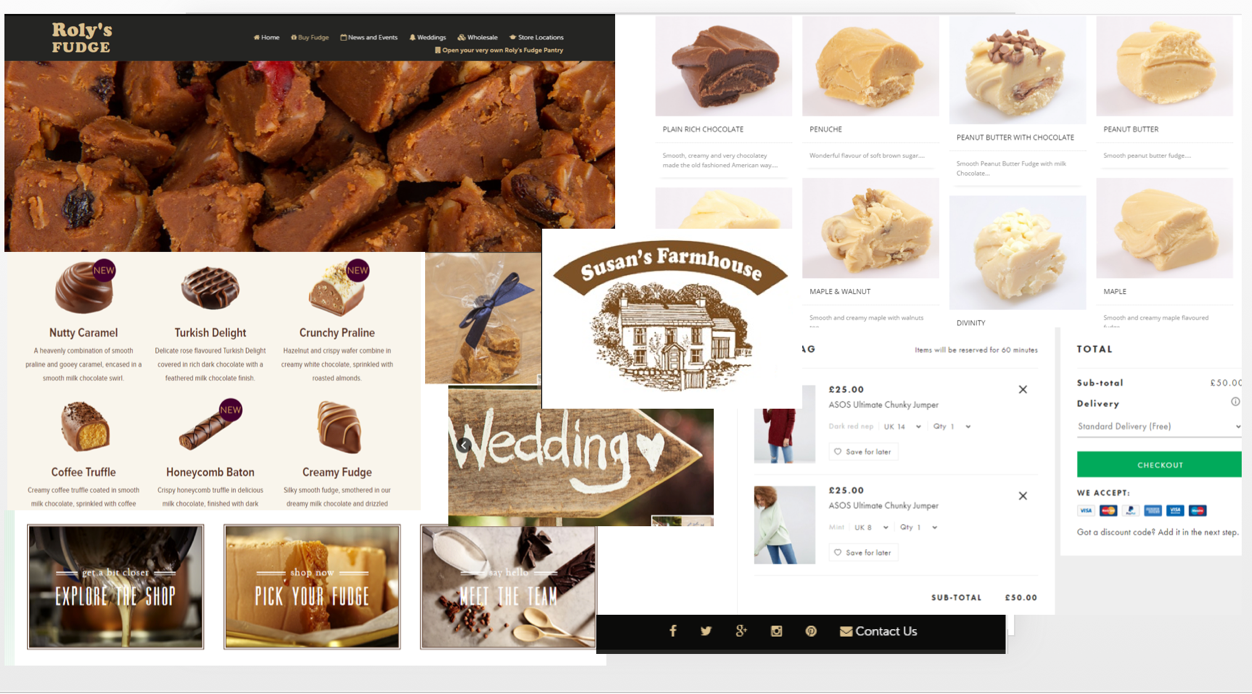 Roly's
FUDGE
Home
Buy Fudge
News and Events
Weddings
Wholesale
Store Locations
Open your very own Roly's Fudge Pantry
PLAIN RICH CHOCOLATE
Smooth, creamy and very chocolatey
made the old fashioned American way....
PENUCHE
Wonderful flavour of soft brown sugar....
PEANUT BUTTER WITH CHOCOLATE
Smooth Peanut Butter Fudge with milk
Chocolate...
PEANUT BUTTER
Smooth peanut butter fudge....
MAPLE & WALNUT
Smooth and creamy maple with walnuts
DIVINITY
MAPLE
Smooth and creamy maple flavoured
NEW
Nutty Caramel
A heavenly combination of smooth
praline and gooey caramel, encased in a
smooth milk chocolate swirl.
Turkish Delight
Delicate rose flavoured Turkish Delight
covered in rich dark chocolate with a
feathered milk chocolate finish.
NEW
Crunchy Praline
Hazelnut and crispy wafer combine in
creamy white chocolate, sprinkled with
roasted almonds.
Coffee Truffle
Creamy coffee truffle coated in smooth
milk chocolate, sprinkled with coffee
NEW
Honeycomb Baton
Crispy honeycomb truffle in delicious
milk chocolate, finished with dark
Creamy Fudge
Silky smooth fudge, smothered in our
dreamy milk chocolate and drizzled
Susan's Farmhouse
Wedding
AG
Items will be reserved for 60 minutes
£25.00
ASOS Ultimate Chunky Jumper
Dark red nep UK 14 Qty 1
Save for later
£25.00
ASOS Ultimate Chunky Jumper
Mint UK 8 Qty 1
Save for later
SUB-TOTAL £50.00
TOTAL
Sub-total £50.00
Delivery
Standard Delivery (Free)
CHECKOUT
WE ACCEPT:
VISA
PayPal
VISA
Got a discount code? Add it in the next step.
get a bit closer
EXPLORE THE SHOP
shop now
PICK YOUR FUDGE
say hello
MEET THE TEAM
Contact Us